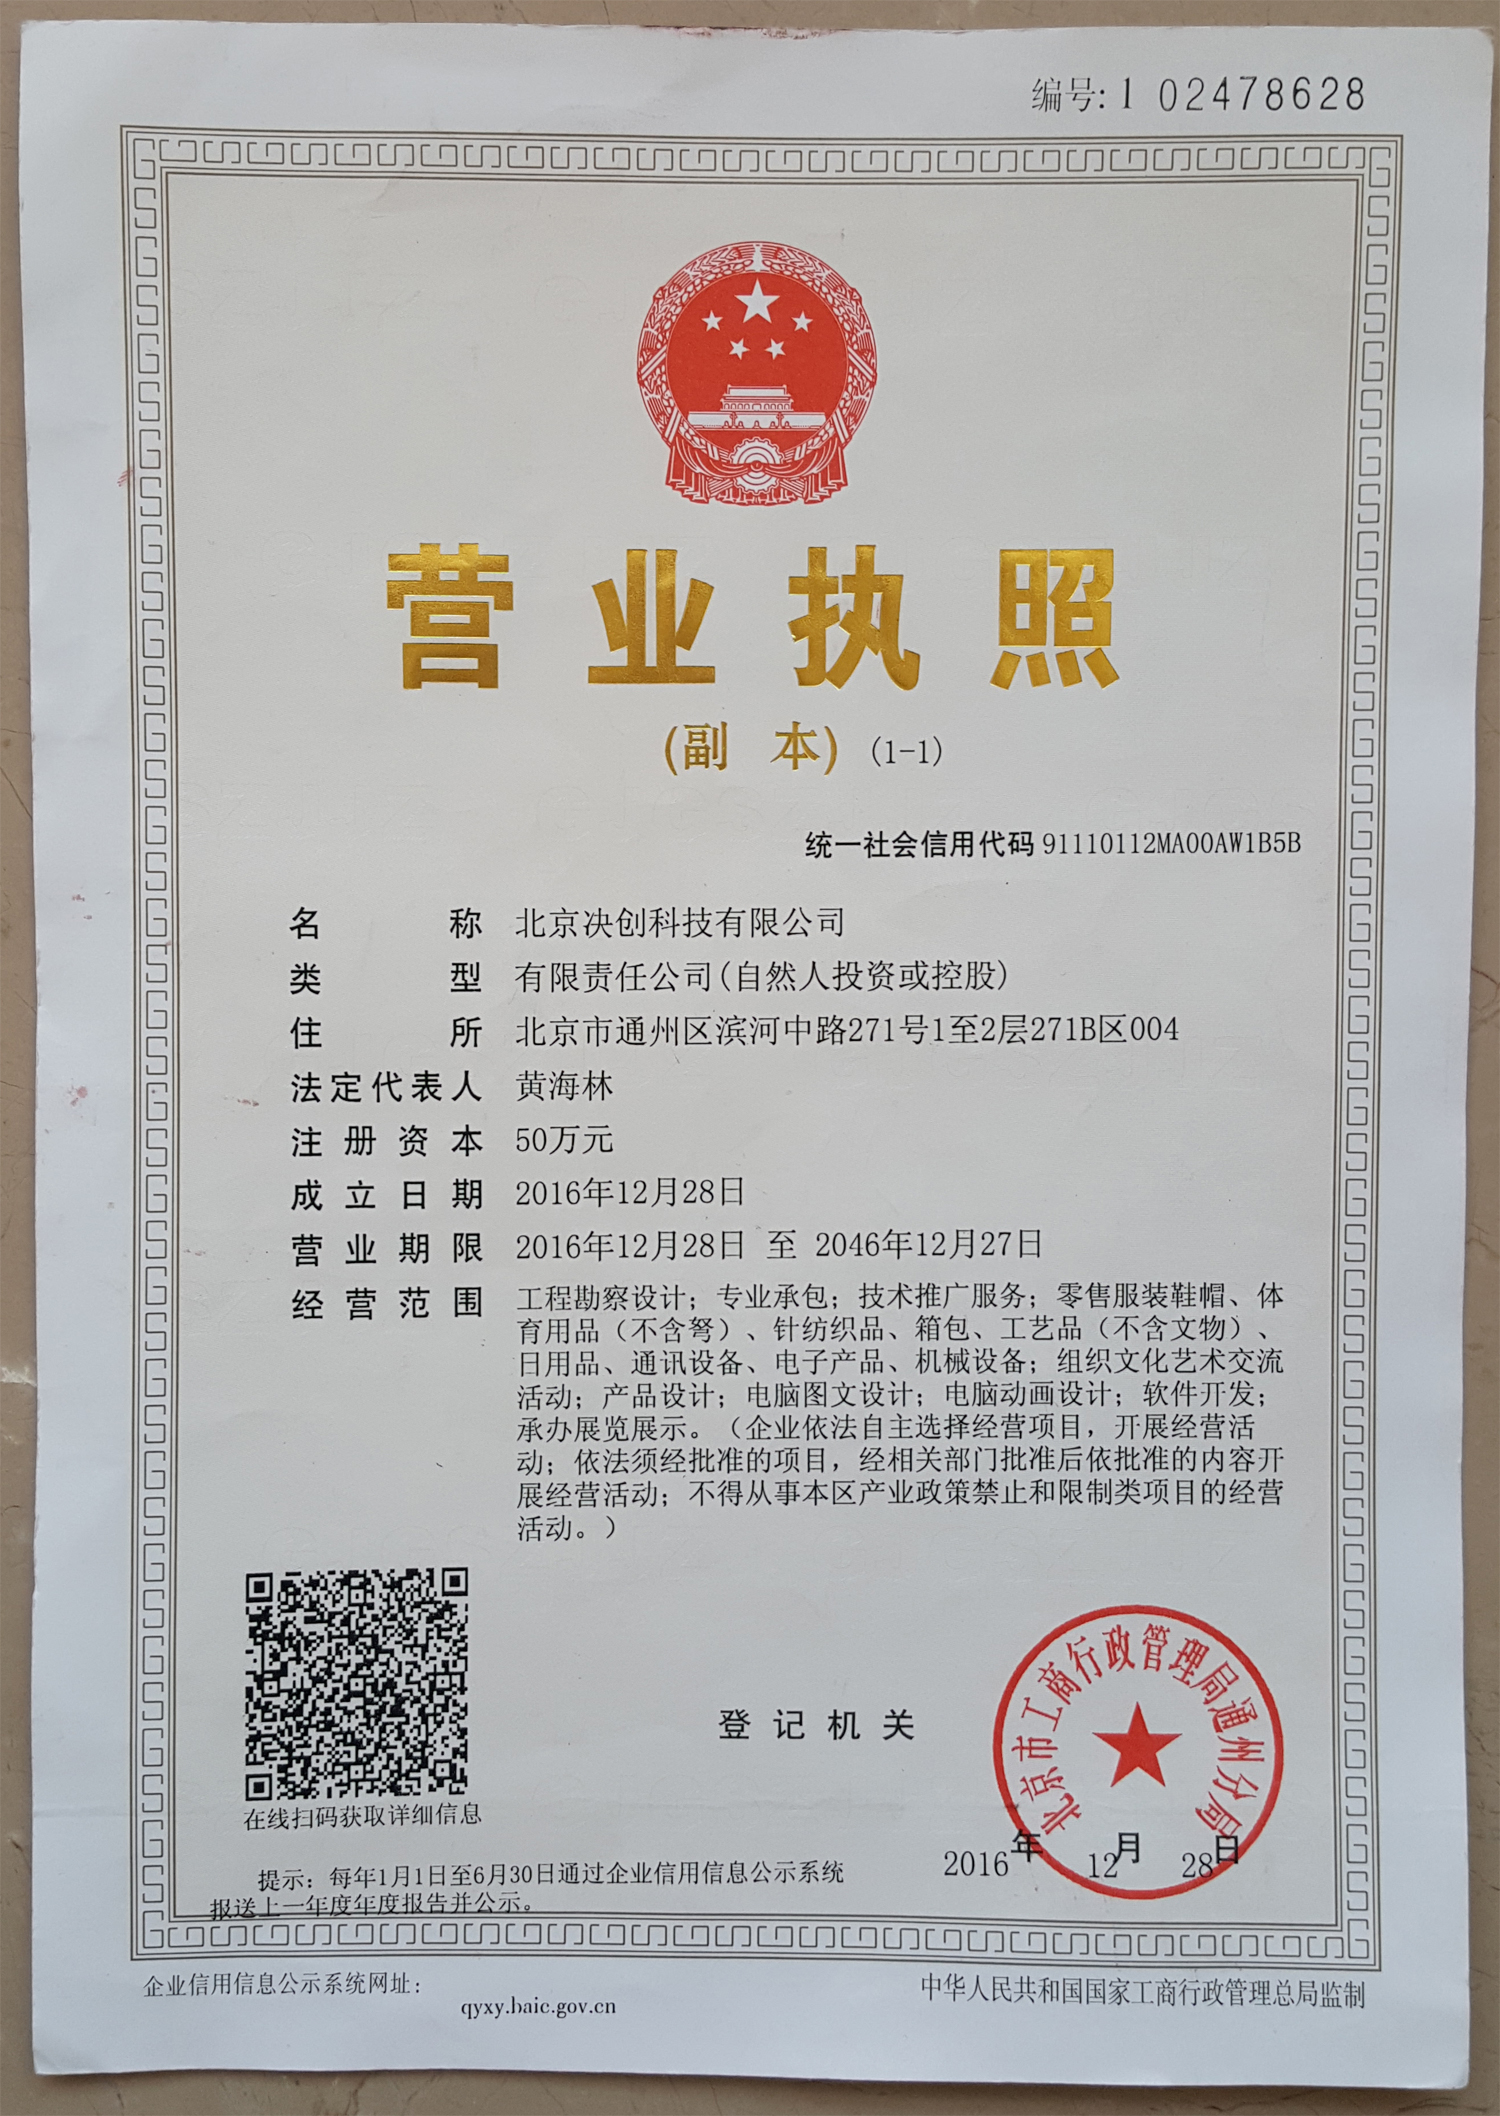 编号: 1 02478628
营业执照
(副 本) (1-1)
统一社会信用代码 91110112MA00AW1B5B
名称 北京决创科技有限公司
类型 有限责任公司(自然人投资或控股)
住所 北京市通州区滨河中路271号1至2层271B区004
法定代表人 黄海林
注册资本 50万元
成立日期 2016年12月28日
营业期限 2016年12月28日 至 2046年12月27日
经营范围 工程勘察设计；专业承包；技术推广服务；零售服装鞋帽、体
育用品（不含弩）、针纺织品、箱包、工艺品（不含文物）、
日用品、通讯设备、电子产品、机械设备；组织文化艺术交流
活动；产品设计；电脑图文设计；电脑动画设计；软件开发；
承办展览展示。（企业依法自主选择经营项目，开展经营活
动；依法须经批准的项目，经相关部门批准后依批准的内容开
展经营活动；不得从事本区产业政策禁止和限制类项目的经营
活动。）
在线扫码获取详细信息
登记机关
北京市工商行政管理局通州分局
2016年 12月 28日
提示：每年1月1日至6月30日通过企业信用信息公示系统
报送上一年度年度报告并公示。
企业信用信息公示系统网址：
qyxy.baic.gov.cn
中华人民共和国国家工商行政管理总局监制